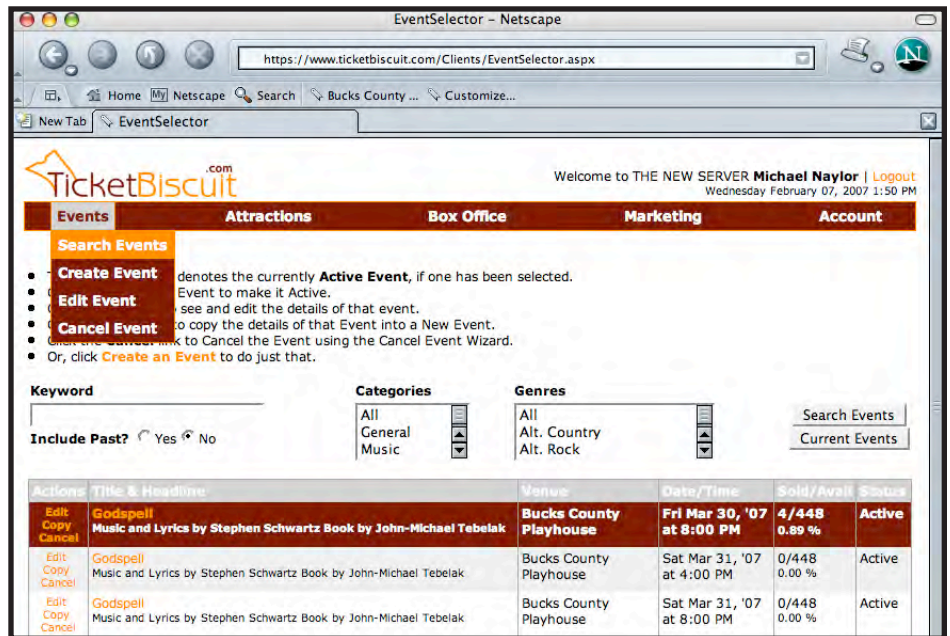 EventSelector – Netscape
https://www.ticketbiscuit.com/Clients/EventSelector.aspx
Home My Netscape Search Bucks County ... Customize...
New Tab EventSelector
TicketBiscuit.com
Welcome to THE NEW SERVER Michael Naylor | Logout
Wednesday February 07, 2007 1:50 PM
Events Attractions Box Office Marketing Account
Search Events
Create Event
Edit Event
Cancel Event
denotes the currently Active Event, if one has been selected.
Event to make it Active.
see and edit the details of that event.
to copy the details of that Event into a New Event.
Click the Cancel link to Cancel the Event using the Cancel Event Wizard.
Or, click Create an Event to do just that.
Keyword Categories Genres
All All
General Alt. Country
Music Alt. Rock
Include Past? Yes No
Search Events
Current Events
Actions Title & Headline Venue Date/Time Sold/Avail Status
Edit Godspell Bucks County Fri Mar 30, '07 4/448 Active
Copy Music and Lyrics by Stephen Schwartz Book by John-Michael Tebelak Playhouse at 8:00 PM 0.89 %
Cancel
Edit Godspell Bucks County Sat Mar 31, '07 0/448 Active
Copy Music and Lyrics by Stephen Schwartz Book by John-Michael Tebelak Playhouse at 4:00 PM 0.00 %
Cancel
Edit Godspell Bucks County Sat Mar 31, '07 0/448 Active
Copy Music and Lyrics by Stephen Schwartz Book by John-Michael Tebelak Playhouse at 8:00 PM 0.00 %
Cancel